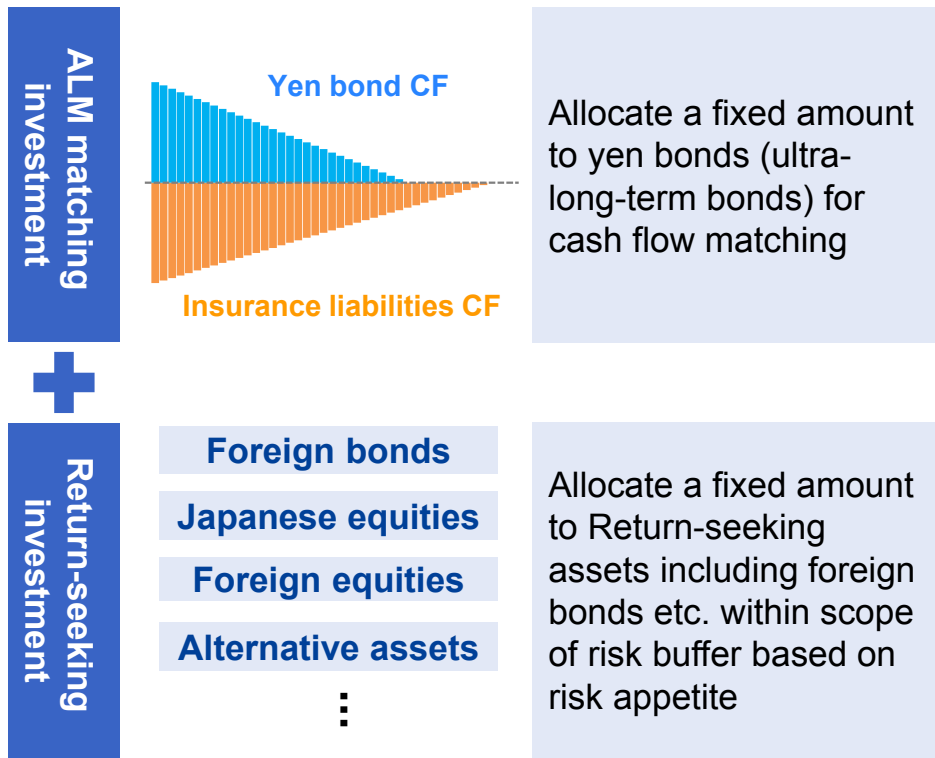 ALM matching
investment
Yen bond CF
Insurance liabilities CF
Allocate a fixed amount
to yen bonds (ultra-
long-term bonds) for
cash flow matching
Return-seeking
investment
Foreign bonds
Japanese equities
Foreign equities
Alternative assets
⋮
Allocate a fixed amount
to Return-seeking
assets including foreign
bonds etc. within scope
of risk buffer based on
risk appetite